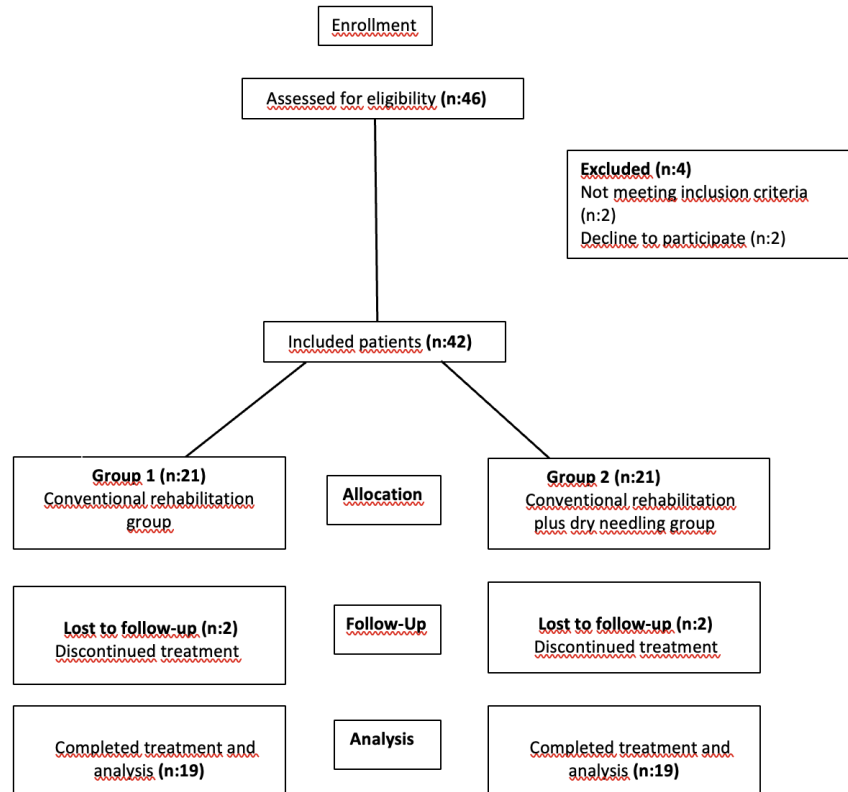 Enrollment
Assessed for eligibility (n:46)
Excluded (n:4)
Not meeting inclusion criteria
(n:2)
Decline to participate (n:2)
Included patients (n:42)
Group 1 (n:21)
Conventional rehabilitation
group
Allocation
Group 2 (n:21)
Conventional rehabilitation
plus dry needling group
Lost to follow-up (n:2)
Discontinued treatment
Follow-Up
Lost to follow-up (n:2)
Discontinued treatment
Completed treatment and
analysis (n:19)
Analysis
Completed treatment and
analysis (n:19)